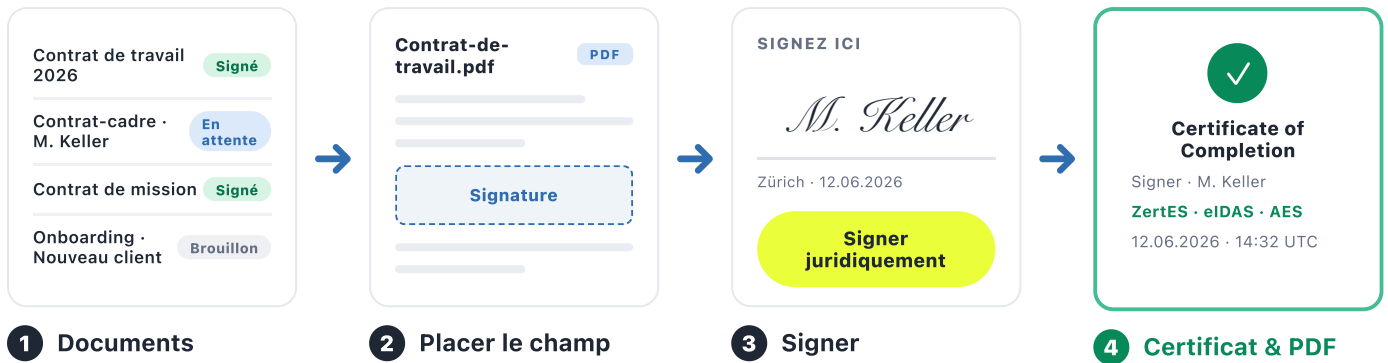 Contrat de travail
2026
Signé
Contrat-cadre ·
M. Keller
En
attente
Contrat de mission
Signé
Onboarding ·
Nouveau client
Brouillon
1 Documents
Contrat-de-
travail.pdf
PDF
Signature
2 Placer le champ
SIGNEZ ICI
M. Keller
Zürich · 12.06.2026
Signer
juridiquement
3 Signer
Certificate of
Completion
Signer · M. Keller
ZertES · eIDAS · AES
12.06.2026 · 14:32 UTC
4 Certificat & PDF